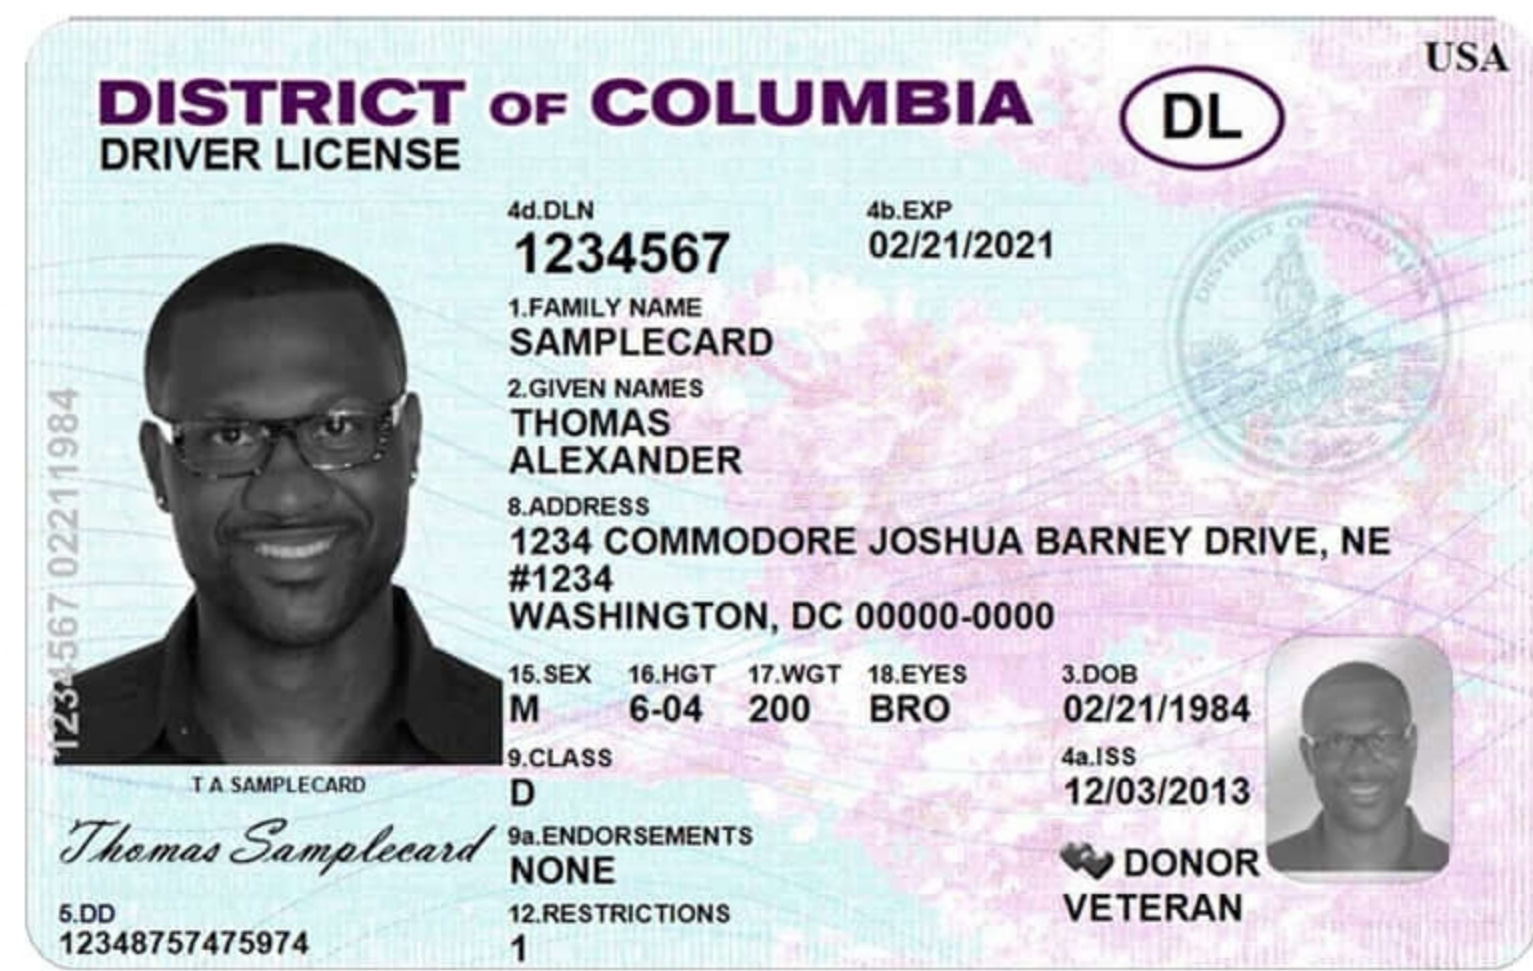 USA
DISTRICT OF COLUMBIA
DL
DRIVER LICENSE
4d.DLN
1234567
4b.EXP
02/21/2021
DISTRICT OF COLUMBIA
1.FAMILY NAME
SAMPLECARD
2.GIVEN NAMES
THOMAS
ALEXANDER
8.ADDRESS
1234 COMMODORE JOSHUA BARNEY DRIVE, NE
#1234
WASHINGTON, DC 00000-0000
15.SEX 16.HGT 17.WGT 18.EYES 3.DOB
M 6-04 200 BRO 02/21/1984
9.CLASS
D
4a.ISS
12/03/2013
9a.ENDORSEMENTS
NONE
DONOR
VETERAN
12.RESTRICTIONS
1
1234567 02211984
T A SAMPLECARD
Thomas Samplecard
5.DD
12348757475974